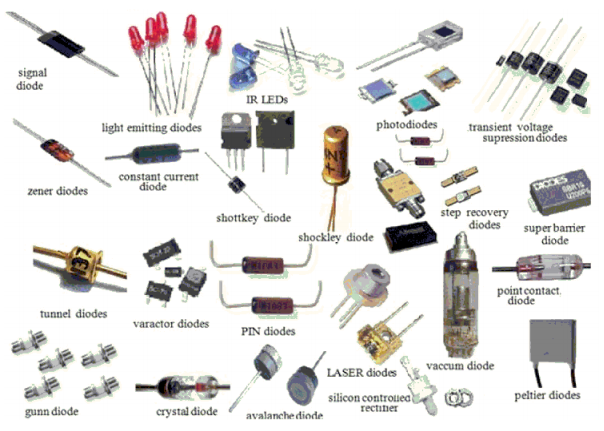 signal
diode
light emitting diodes
IR LEDs
photodiodes
transient voltage
supression diodes
zener diodes
constant current
diode
shottkey diode
shockley diode
step recovery
diodes
DIODES
super barrier
diode
tunnel diodes
varactor diodes
PIN diodes
LASER diodes
vaccum diode
point contact.
diode
gunn diode
crystal diode
avalanche diode
silicon controlled
rectifier
peltier diodes